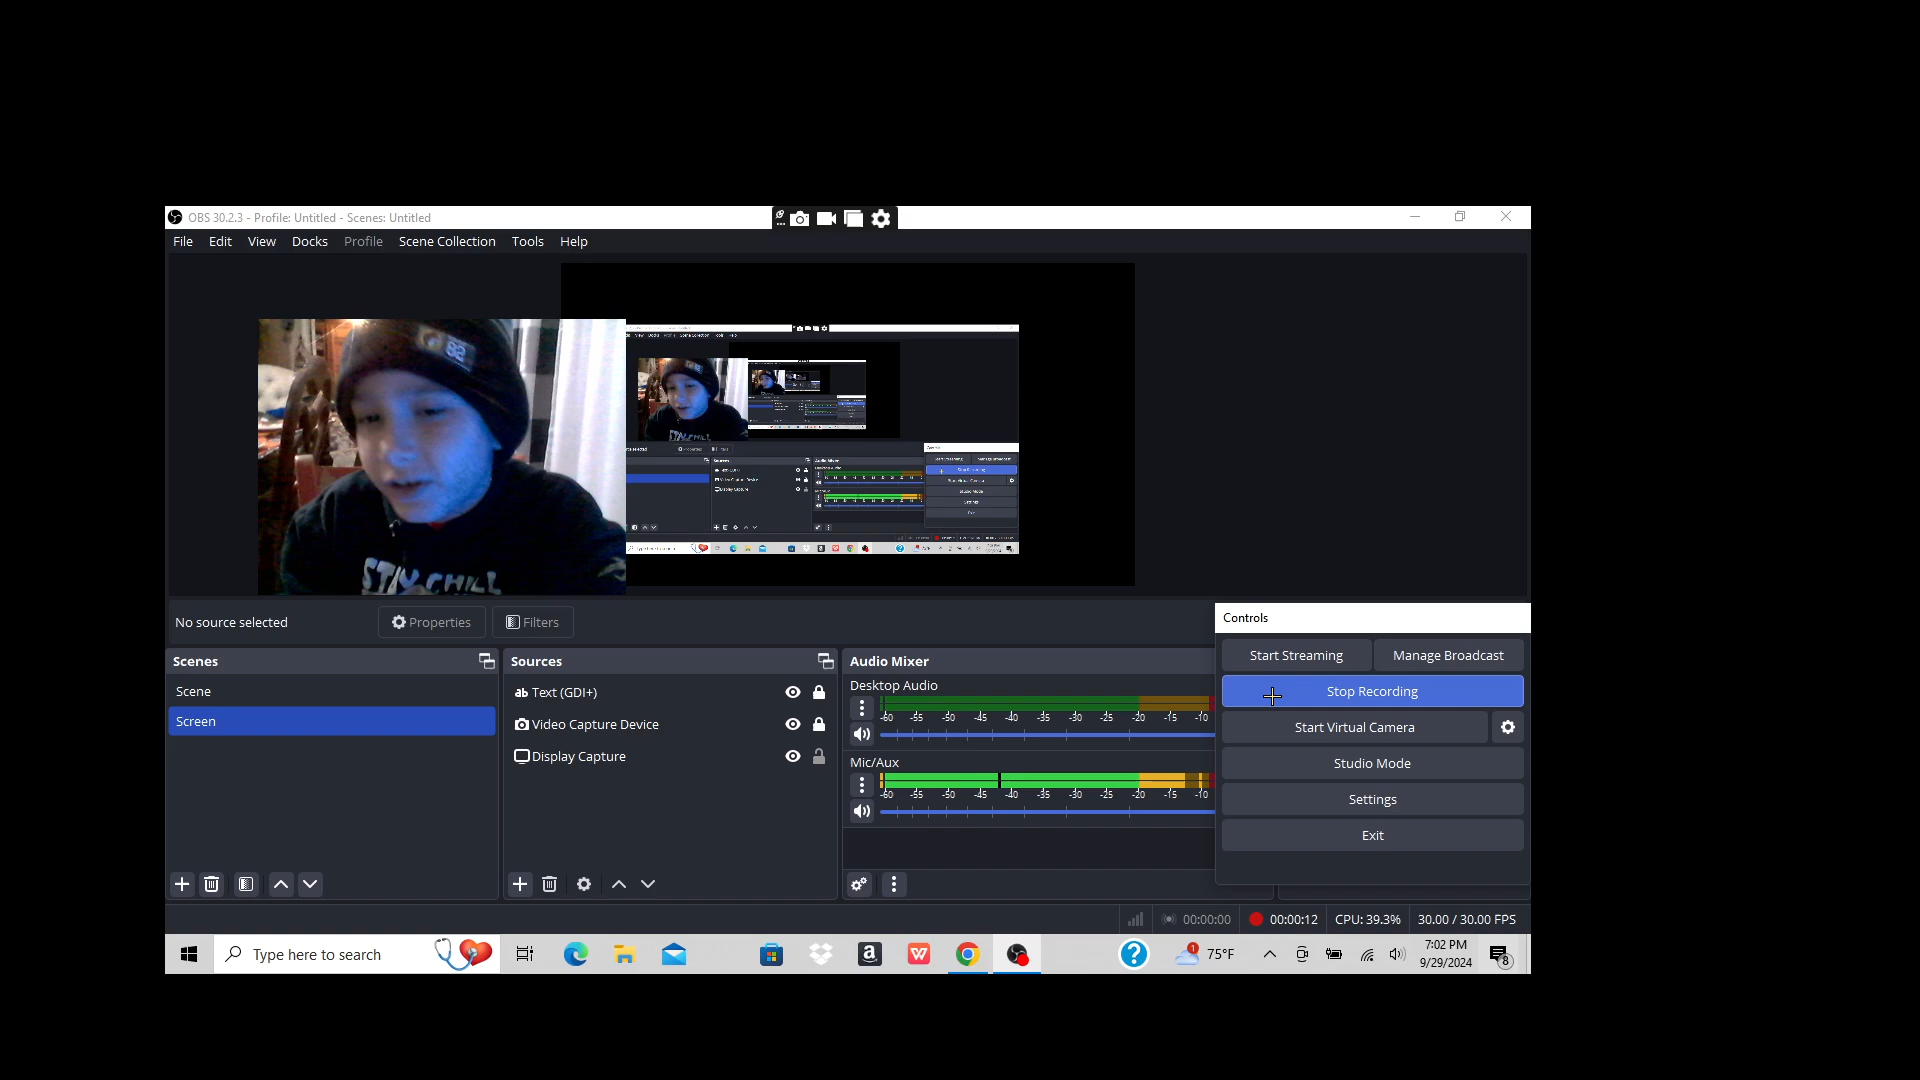 OBS 30.2.3 - Profile: Untitled - Scenes: Untitled
File Edit View Docks Profile Scene Collection Tools Help
STAY CHILL
No source selected Properties Filters
Controls
Start Streaming Manage Broadcast
Stop Recording
Start Virtual Camera
Studio Mode
Settings
Exit
Scenes
Scene
Screen
Sources
ab Text (GDI+)
Video Capture Device
Display Capture
Audio Mixer
Desktop Audio
-60 -55 -50 -45 -40 -35 -30 -25 -20 -15 -10
Mic/Aux
-60 -55 -50 -45 -40 -35 -30 -25 -20 -15 -10
00:00:00 00:00:12 CPU: 39.3% 30.00 / 30.00 FPS
Type here to search
a
W
?
1
75°F
7:02 PM
9/29/2024
8